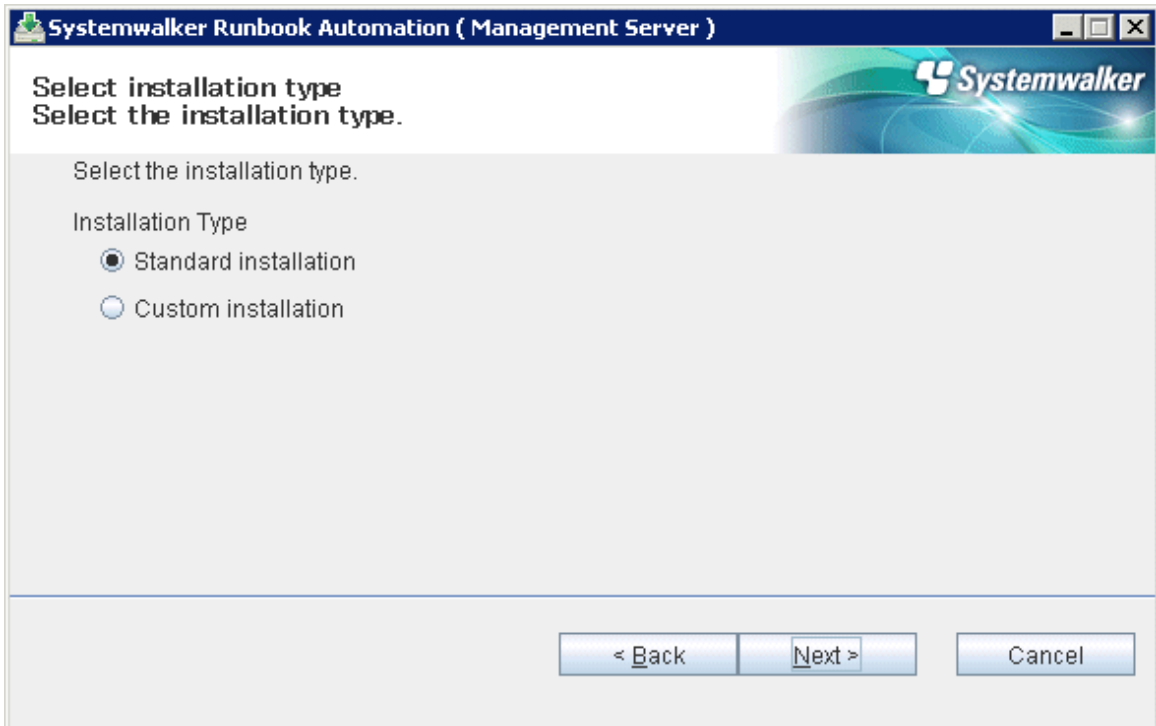 Systemwalker Runbook Automation ( Management Server )
Select installation type
Select the installation type.
Systemwalker
Select the installation type.
Installation Type
Standard installation
Custom installation
< Back
Next >
Cancel